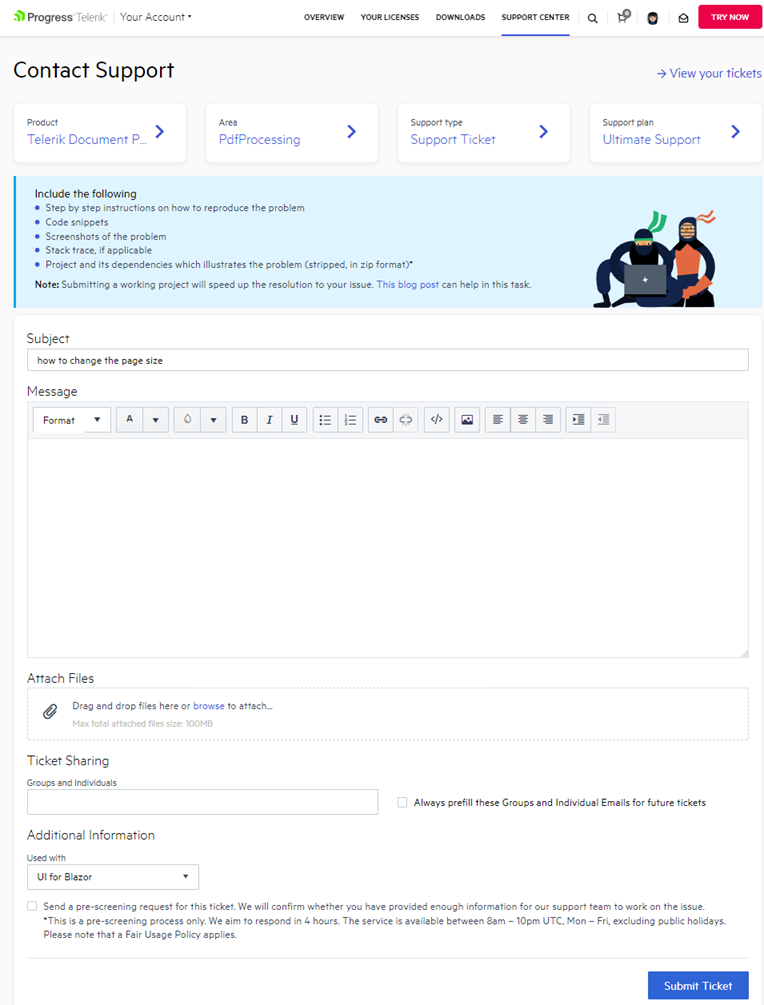 Progress Telerik Your Account
OVERVIEW YOUR LICENSES DOWNLOADS SUPPORT CENTER TRY NOW
Contact Support
→ View your tickets
Product
Telerik Document P...
Area
PdfProcessing
Support type
Support Ticket
Support plan
Ultimate Support
Include the following
Step by step instructions on how to reproduce the problem
Code snippets
Screenshots of the problem
Stack trace, if applicable
Project and its dependencies which illustrates the problem (stripped, in zip format)*
Note: Submitting a working project will speed up the resolution to your issue. This blog post can help in this task.
Subject
how to change the page size
Message
Format A B I U
Attach Files
Drag and drop files here or browse to attach...
Max total attached files size: 100MB
Ticket Sharing
Groups and Individuals
Always prefill these Groups and Individual Emails for future tickets
Additional Information
Used with
UI for Blazor
Send a pre-screening request for this ticket. We will confirm whether you have provided enough information for our support team to work on the issue.
*This is a pre-screening process only. We aim to respond in 4 hours. The service is available between 8am – 10pm UTC, Mon – Fri, excluding public holidays.
Please note that a Fair Usage Policy applies.
Submit Ticket